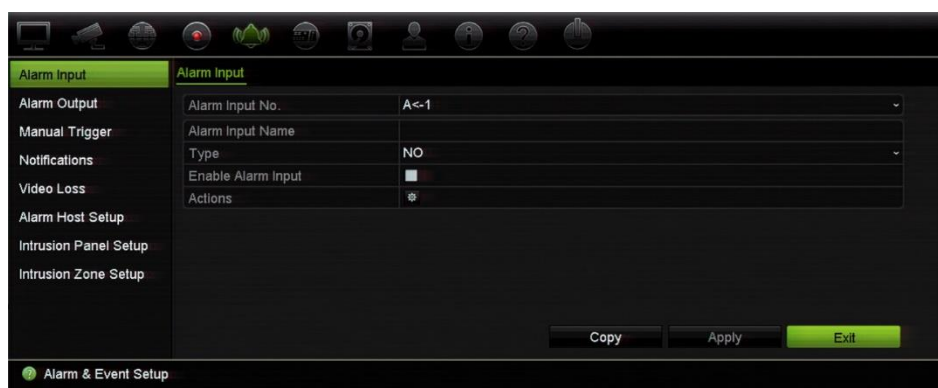 Alarm Input
Alarm Output
Manual Trigger
Notifications
Video Loss
Alarm Host Setup
Intrusion Panel Setup
Intrusion Zone Setup
Alarm Input
Alarm Input No. A<-1
Alarm Input Name
Type NO
Enable Alarm Input
Actions
Copy Apply Exit
Alarm & Event Setup